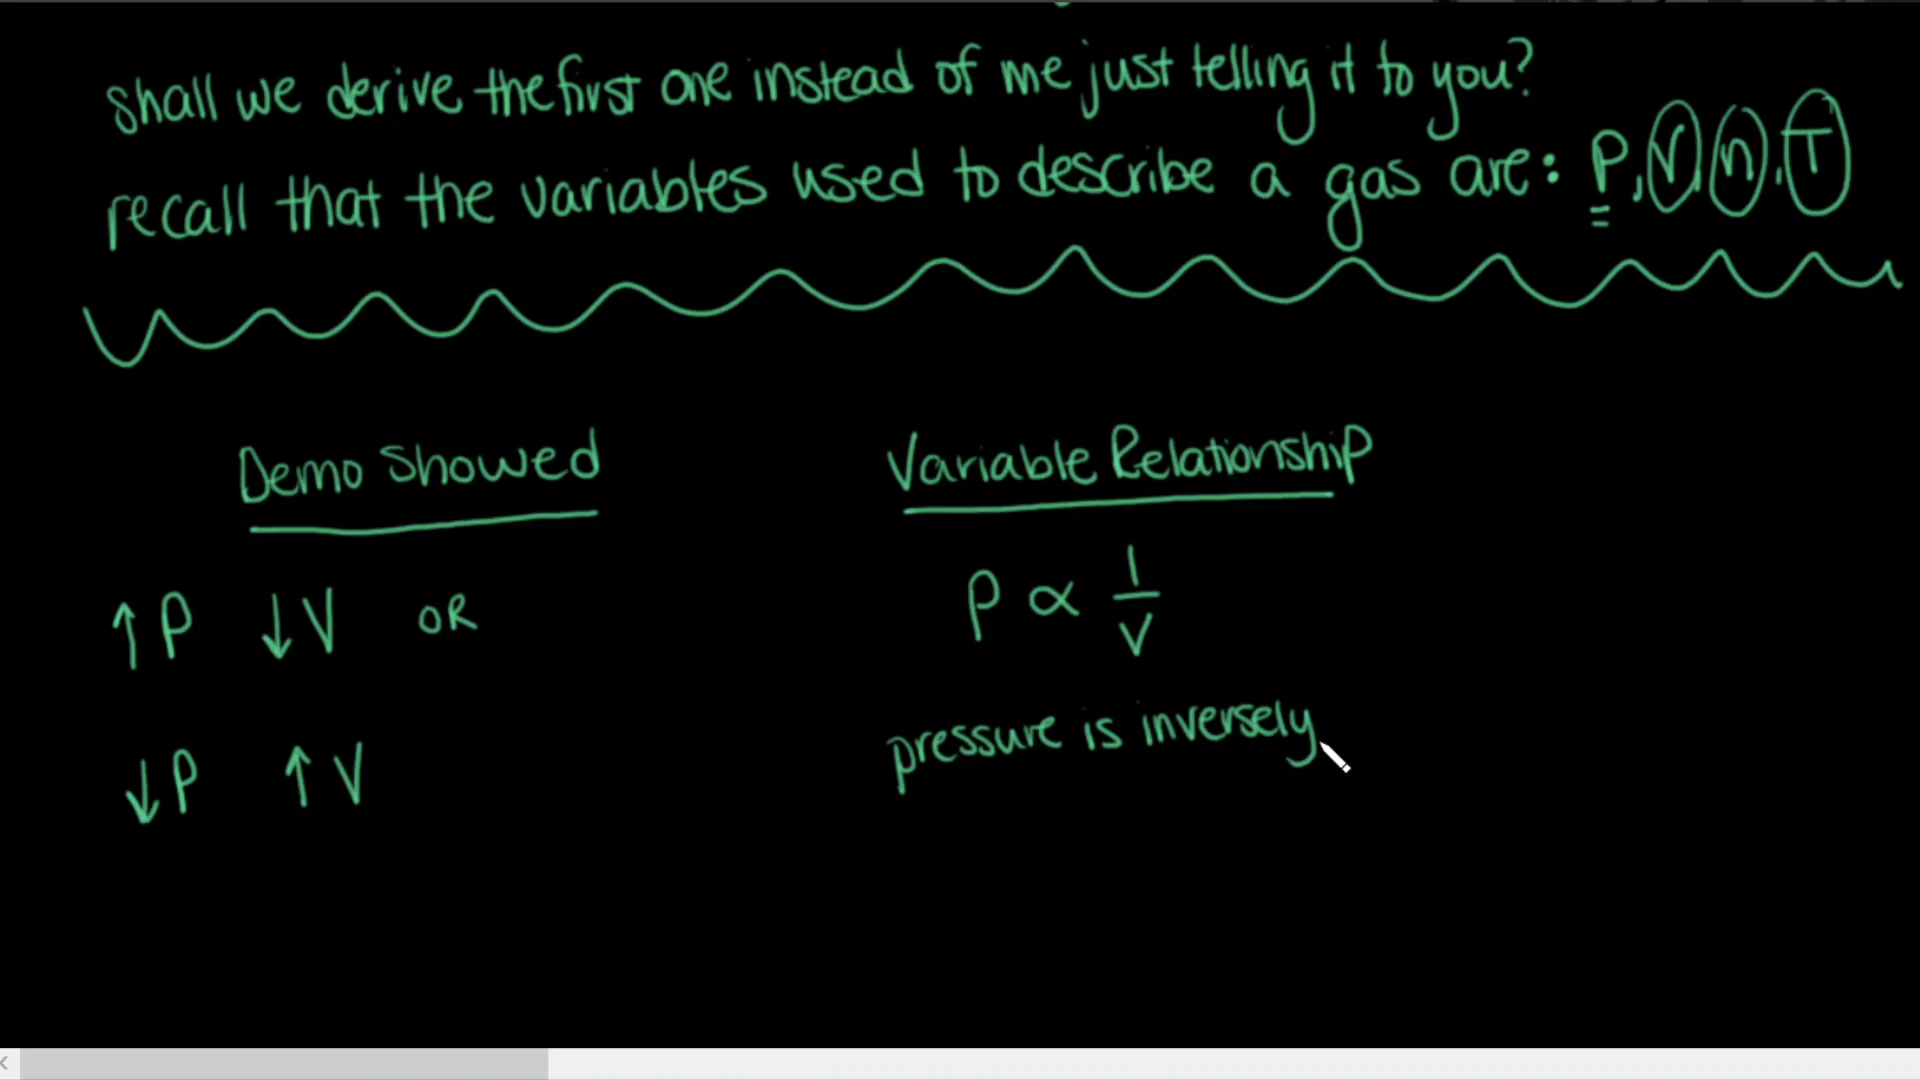 shall we derive the first one instead of me just telling it to you?
recall that the variables used to describe a gas are: P, V, n, T
Demo Showed
Variable Relationship
↑P ↓V OR
P ∝ 1/V
pressure is inversely
↓P ↑V